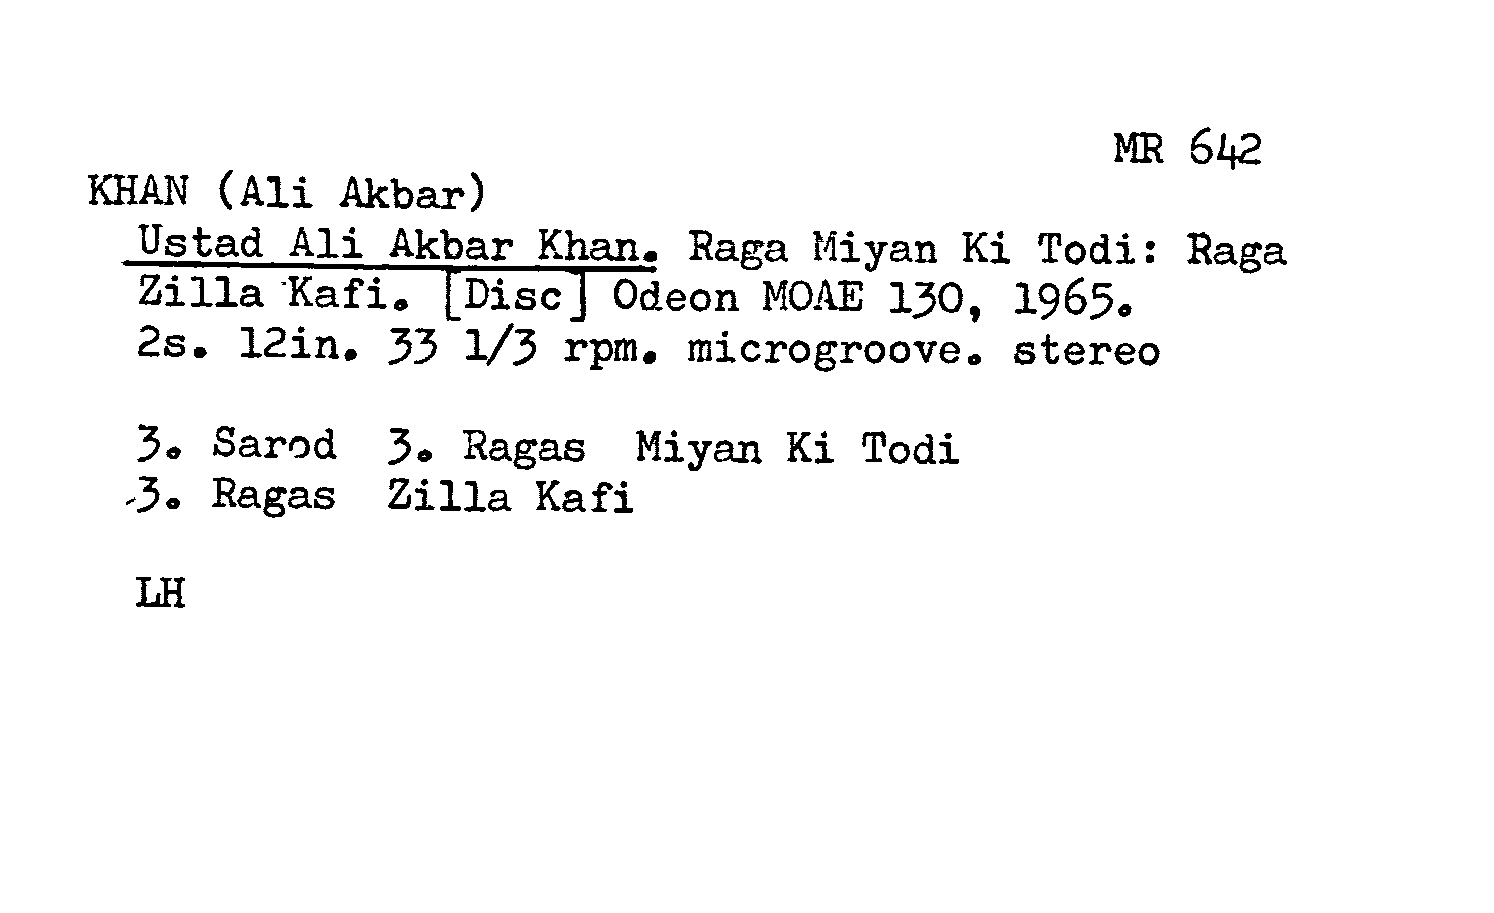 MR 642
KHAN (Ali Akbar)
Ustad Ali Akbar Khan. Raga Miyan Ki Todi: Raga
Zilla Kafi. [Disc] Odeon MOAE 130, 1965.
2s. 12in. 33 1/3 rpm. microgroove. stereo
3. Sarod 3. Ragas Miyan Ki Todi
3. Ragas Zilla Kafi
LH